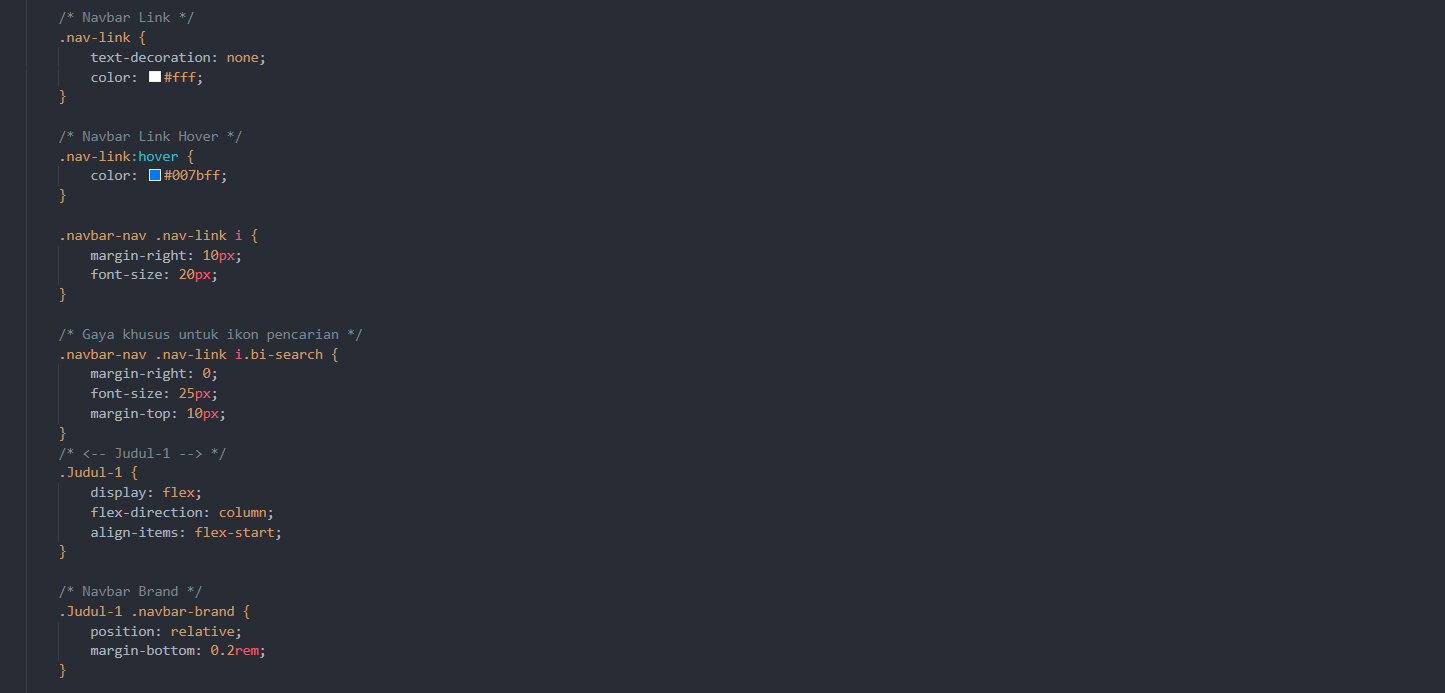 /* Navbar Link */
.nav-link {
    text-decoration: none;
    color: #fff;
}

/* Navbar Link Hover */
.nav-link:hover {
    color: #007bff;
}

.navbar-nav .nav-link i {
    margin-right: 10px;
    font-size: 20px;
}

/* Gaya khusus untuk ikon pencarian */
.navbar-nav .nav-link i.bi-search {
    margin-right: 0;
    font-size: 25px;
    margin-top: 10px;
}
/* <-- Judul-1 --> */
.Judul-1 {
    display: flex;
    flex-direction: column;
    align-items: flex-start;
}

/* Navbar Brand */
.Judul-1 .navbar-brand {
    position: relative;
    margin-bottom: 0.2rem;
}